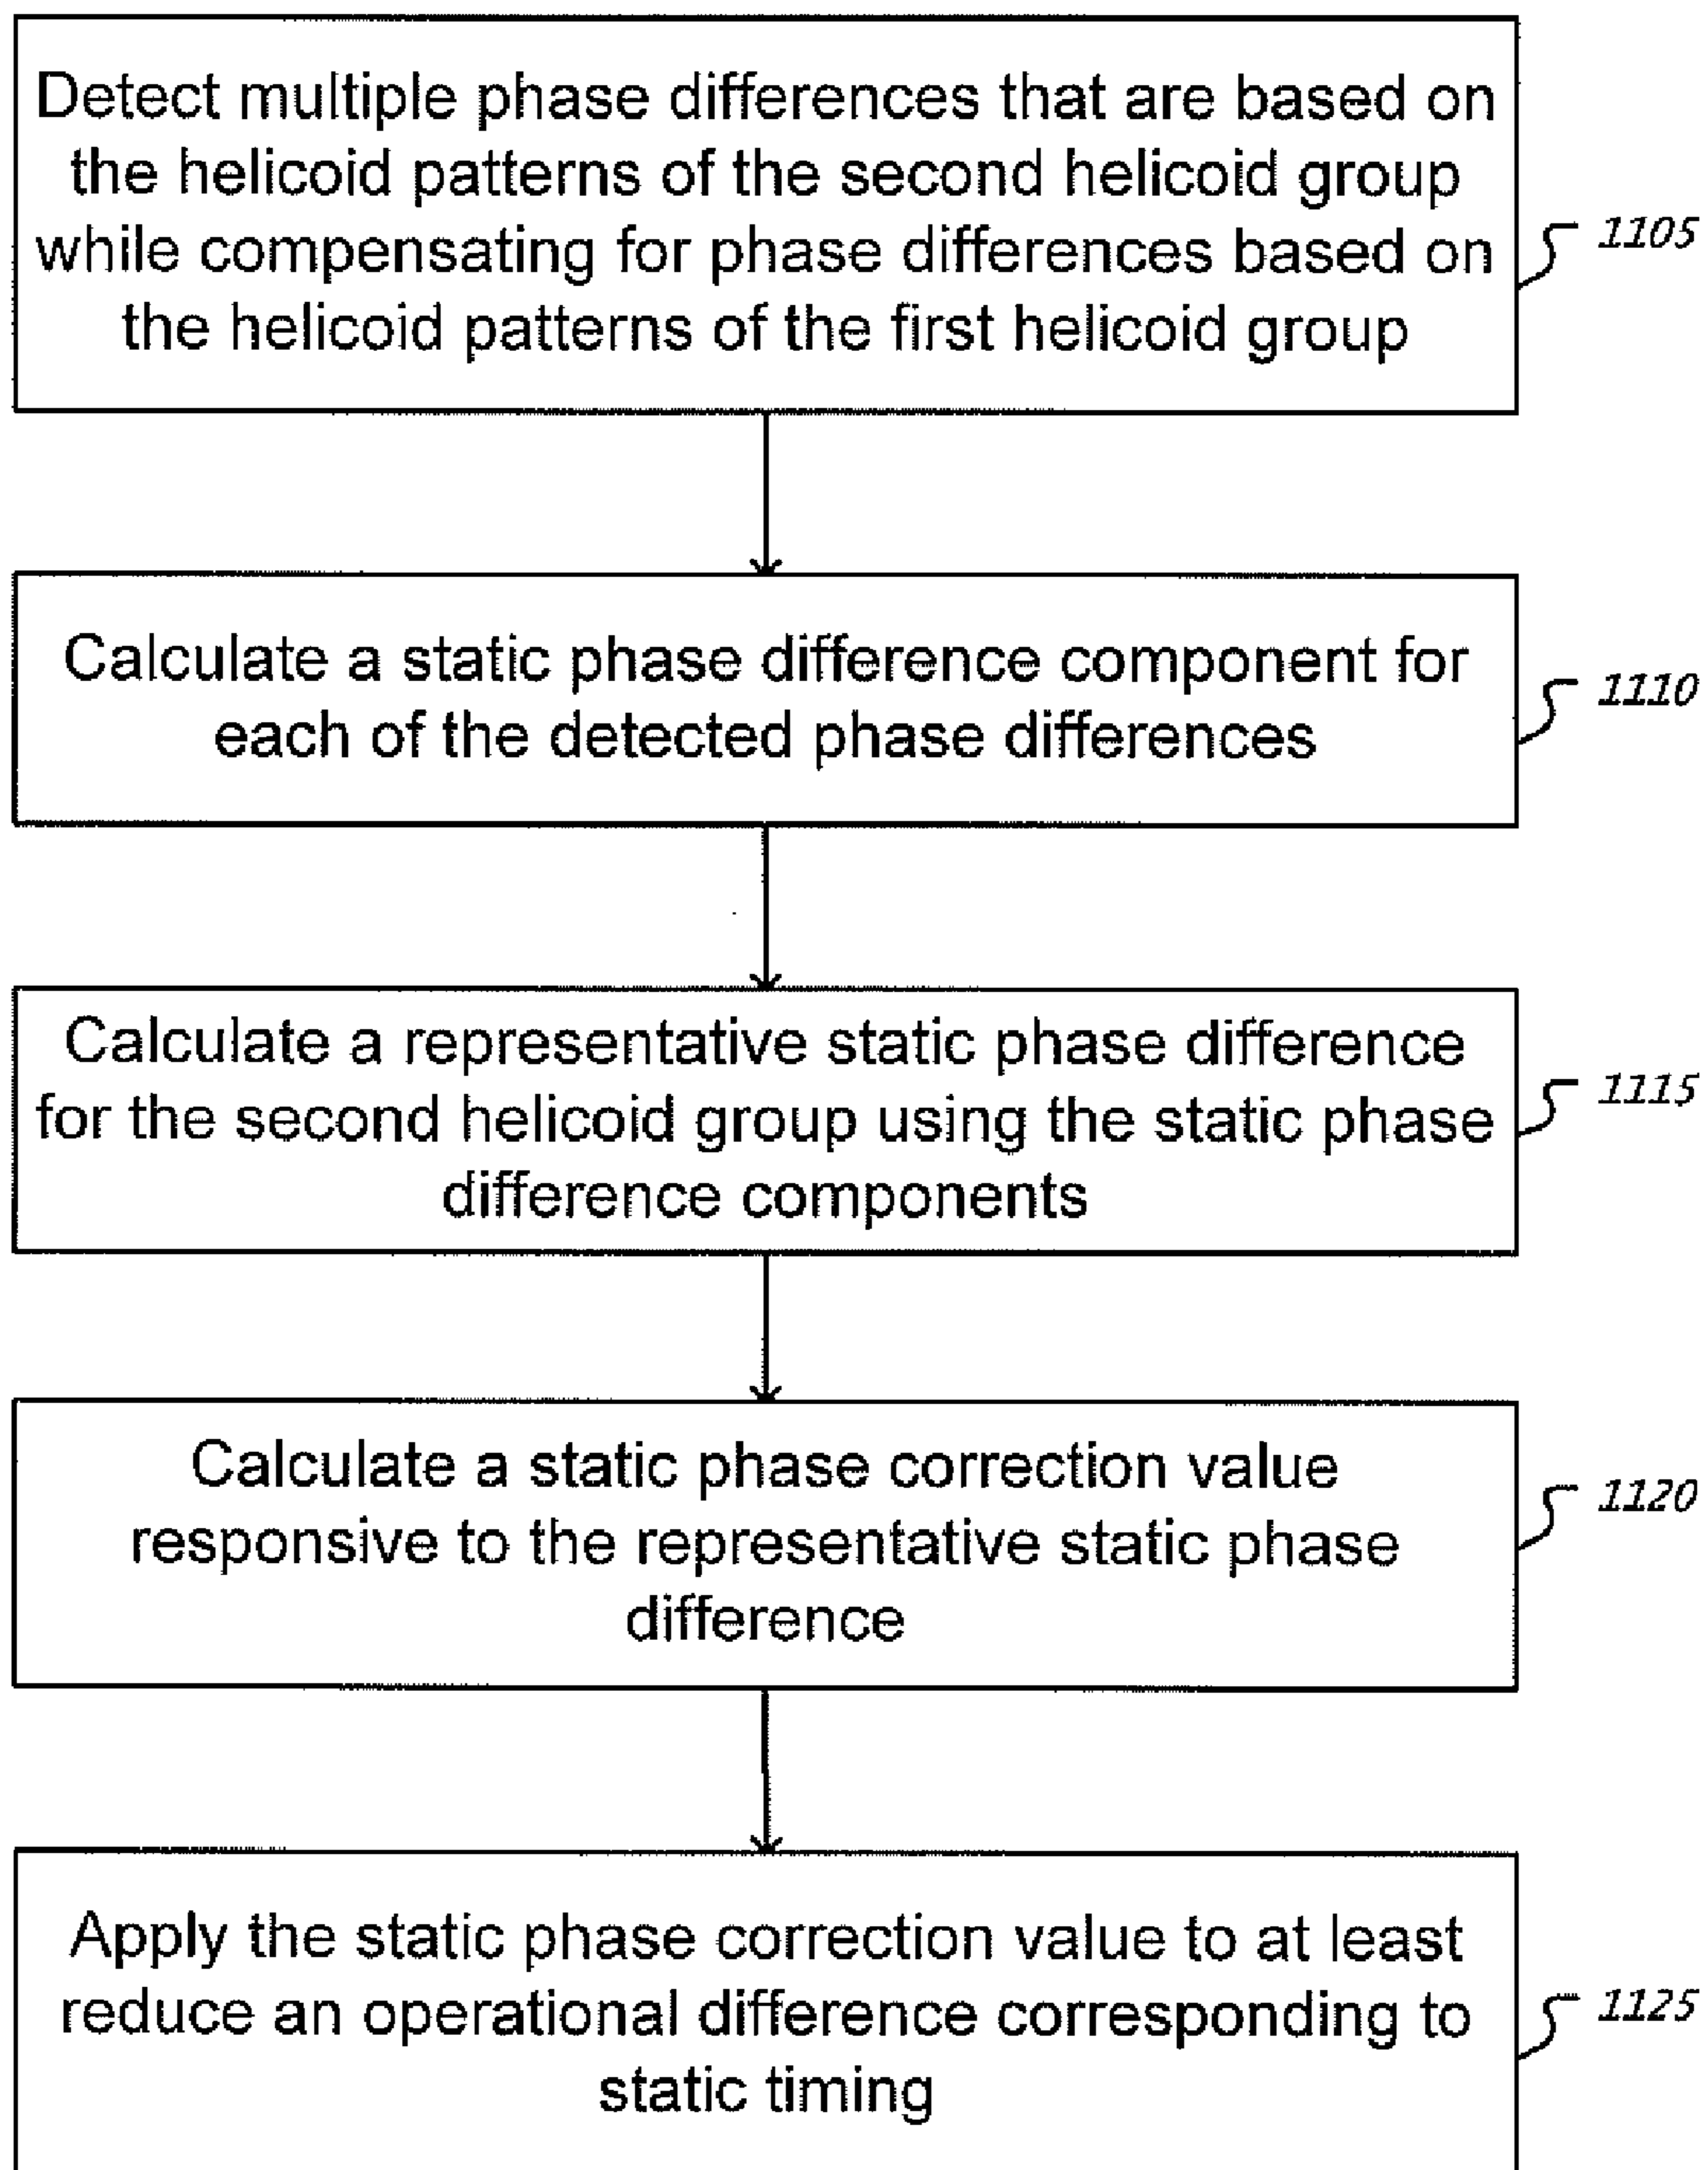 Detect multiple phase differences that are based on
the helicoid patterns of the second helicoid group
while compensating for phase differences based on
the helicoid patterns of the first helicoid group
1105
Calculate a static phase difference component for
each of the detected phase differences
1110
Calculate a representative static phase difference
for the second helicoid group using the static phase
difference components
1115
Calculate a static phase correction value
responsive to the representative static phase
difference
1120
Apply the static phase correction value to at least
reduce an operational difference corresponding to
static timing
1125